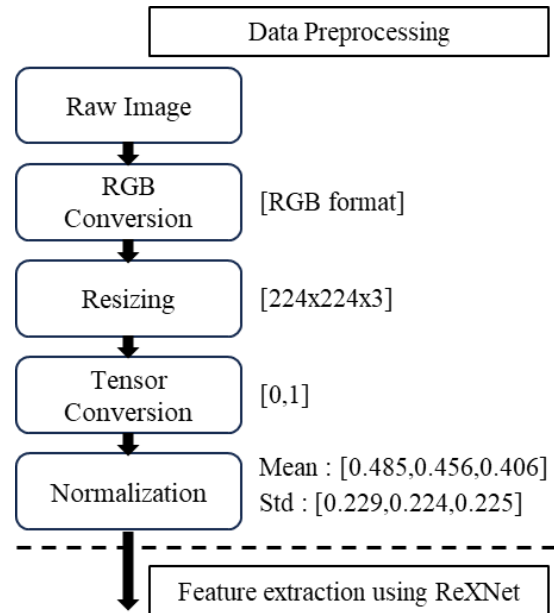 Data Preprocessing
Raw Image
RGB
Conversion
[RGB format]
Resizing
[224x224x3]
Tensor
Conversion
[0,1]
Normalization
Mean : [0.485,0.456,0.406]
Std : [0.229,0.224,0.225]
Feature extraction using ReXNet